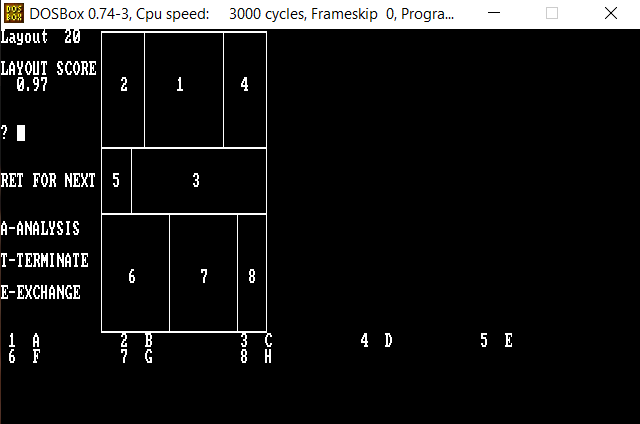 DOS BOX DOSBox 0.74-3, Cpu speed: 3000 cycles, Frameskip 0, Progra...
Layout 20
LAYOUT SCORE
0.97
2 1 4
?
RET FOR NEXT
5 3
A-ANALYSIS
T-TERMINATE
E-EXCHANGE
6 7 8
1 A 2 B 3 C 4 D 5 E
6 F 7 G 8 H